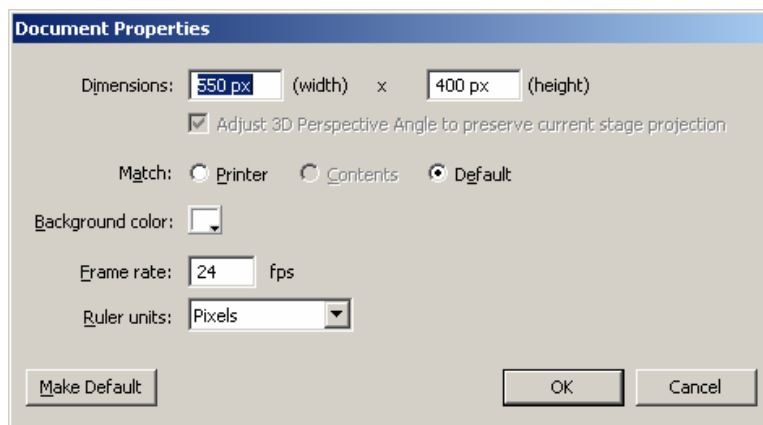 Document Properties
Dimensions: 550 px (width) x 400 px (height)
Adjust 3D Perspective Angle to preserve current stage projection
Match: Printer Contents Default
Background color:
Frame rate: 24 fps
Ruler units: Pixels
Make Default OK Cancel